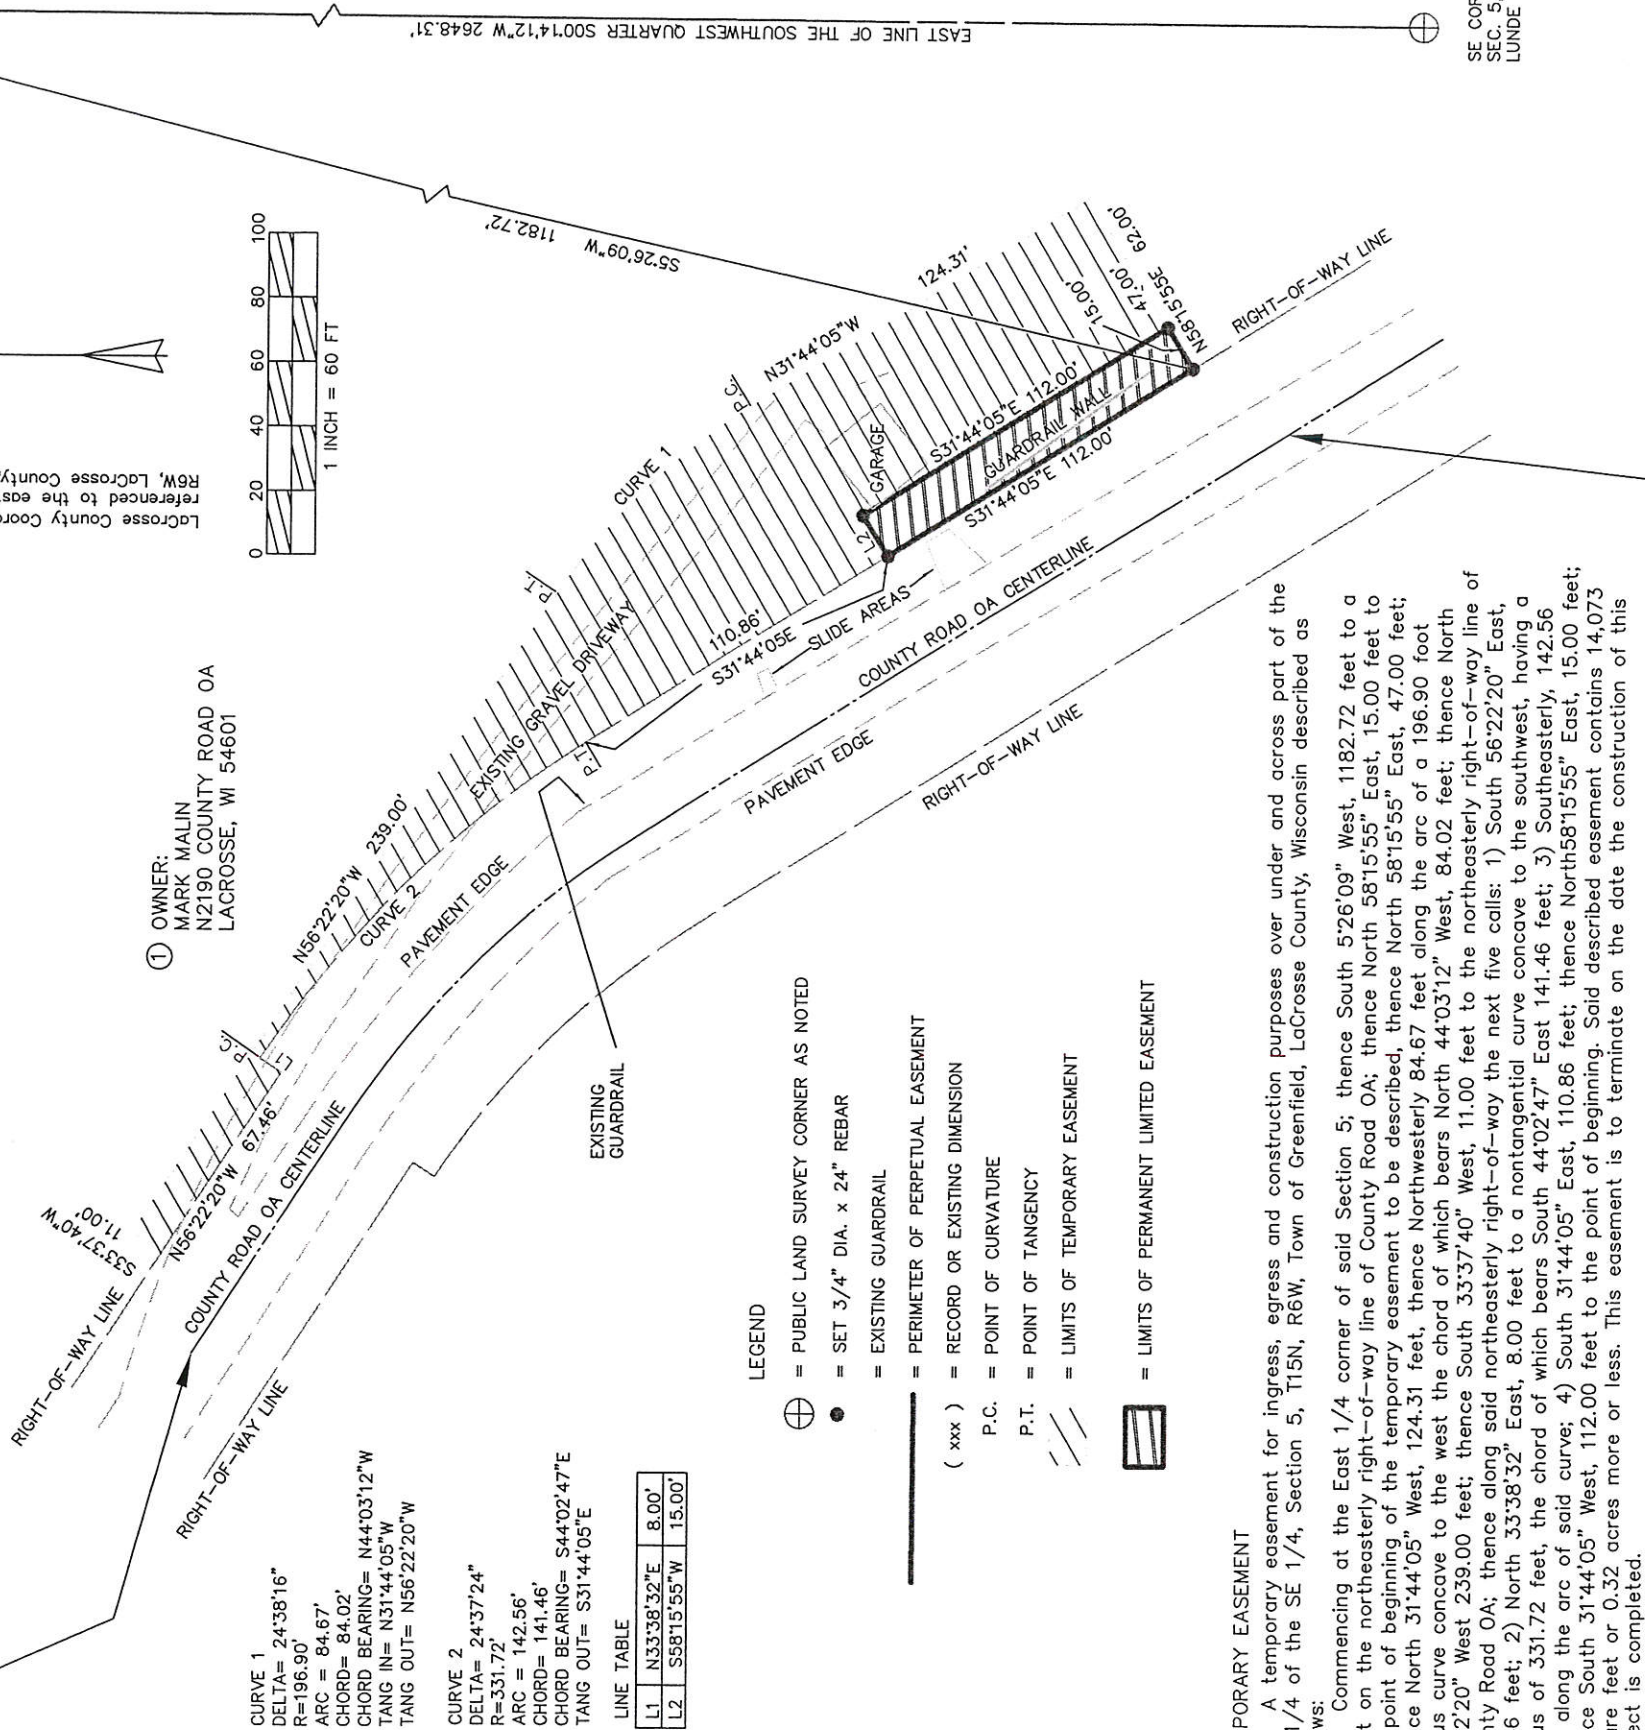 EAST LINE OF THE SOUTHWEST QUARTER S00°14'12"W 2648.31'
SE COR
SEC. 5,
LUNDE
S5°26'09"W 1182.72'
LaCrosse County Coor
referenced to the eas
R6W, LaCrosse County,
0 20 40 60 80 100
1 INCH = 60 FT
① OWNER:
MARK MALIN
N2190 COUNTY ROAD OA
LACROSSE, WI 54601
S33°37'40"W
11.00'
N56°22'20"W 67.46'
P.C.
N56°22'20"W 239.00'
CURVE 2
EXISTING GRAVEL DRIVEWAY
P.T.
P.T.
CURVE 1
P.C.
N31°44'05"W
124.31'
110.86'
S31°44'05E
L2
GARAGE
S31°44'05"E 112.00'
GUARDRAIL WALL
S31°44'05"E 112.00'
15.00'
47.00'
N58°15'55E 62.00'
RIGHT-OF-WAY LINE
SLIDE AREAS
COUNTY ROAD OA CENTERLINE
PAVEMENT EDGE
RIGHT-OF-WAY LINE
PAVEMENT EDGE
COUNTY ROAD OA CENTERLINE
RIGHT-OF-WAY LINE
RIGHT-OF-WAY LINE
EXISTING
GUARDRAIL
CURVE 1
DELTA= 24°38'16"
R=196.90'
ARC = 84.67'
CHORD= 84.02'
CHORD BEARING= N44°03'12"W
TANG IN= N31°44'05"W
TANG OUT= N56°22'20"W
CURVE 2
DELTA= 24°37'24"
R=331.72'
ARC = 142.56'
CHORD= 141.46'
CHORD BEARING= S44°02'47"E
TANG OUT= S31°44'05"E
LINE TABLE
L1 N33°38'32"E 8.00'
L2 S58°15'55"W 15.00'
LEGEND
= PUBLIC LAND SURVEY CORNER AS NOTED
= SET 3/4" DIA. x 24" REBAR
= EXISTING GUARDRAIL
= PERIMETER OF PERPETUAL EASEMENT
( xxx ) = RECORD OR EXISTING DIMENSION
P.C. = POINT OF CURVATURE
P.T. = POINT OF TANGENCY
= LIMITS OF TEMPORARY EASEMENT
= LIMITS OF PERMANENT LIMITED EASEMENT
PORARY EASEMENT
A temporary easement for ingress, egress and construction purposes over under and across part of the
1/4 of the SE 1/4, Section 5, T15N, R6W, Town of Greenfield, LaCrosse County, Wisconsin described as
ws:
Commencing at the East 1/4 corner of said Section 5; thence South 5°26'09" West, 1182.72 feet to a
t on the northeasterly right-of-way line of County Road OA; thence North 58°15'55" East, 15.00 feet to
point of beginning of the temporary easement to be described, thence North 58°15'55" East, 47.00 feet;
ce North 31°44'05" West, 124.31 feet, thence Northwesterly 84.67 feet along the arc of a 196.90 foot
us curve concave to the west the chord of which bears North 44°03'12" West, 84.02 feet; thence North
2'20" West 239.00 feet; thence South 33°37'40" West, 11.00 feet to the northeasterly right-of-way line of
nty Road OA; thence along said northeasterly right-of-way the next five calls: 1) South 56°22'20" East,
6 feet; 2) North 33°38'32" East, 8.00 feet to a nontangential curve concave to the southwest, having a
us of 331.72 feet, the chord of which bears South 44°02'47" East 141.46 feet; 3) Southeasterly, 142.56
along the arc of said curve; 4) South 31°44'05" East, 110.86 feet; thence North58°15'55" East, 15.00 feet;
ce South 31°44'05" West, 112.00 feet to the point of beginning. Said described easement contains 14,073
are feet or 0.32 acres more or less. This easement is to terminate on the date the construction of this
ect is completed.